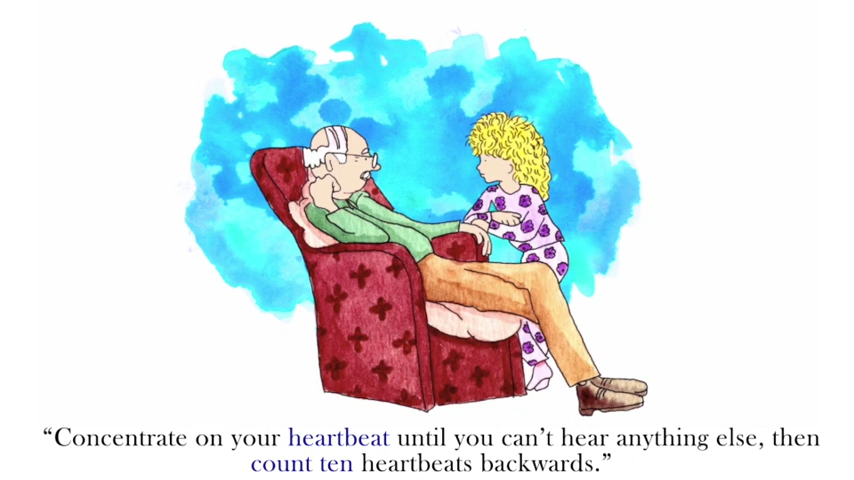 “Concentrate on your heartbeat until you can’t hear anything else, then
count ten heartbeats backwards.”